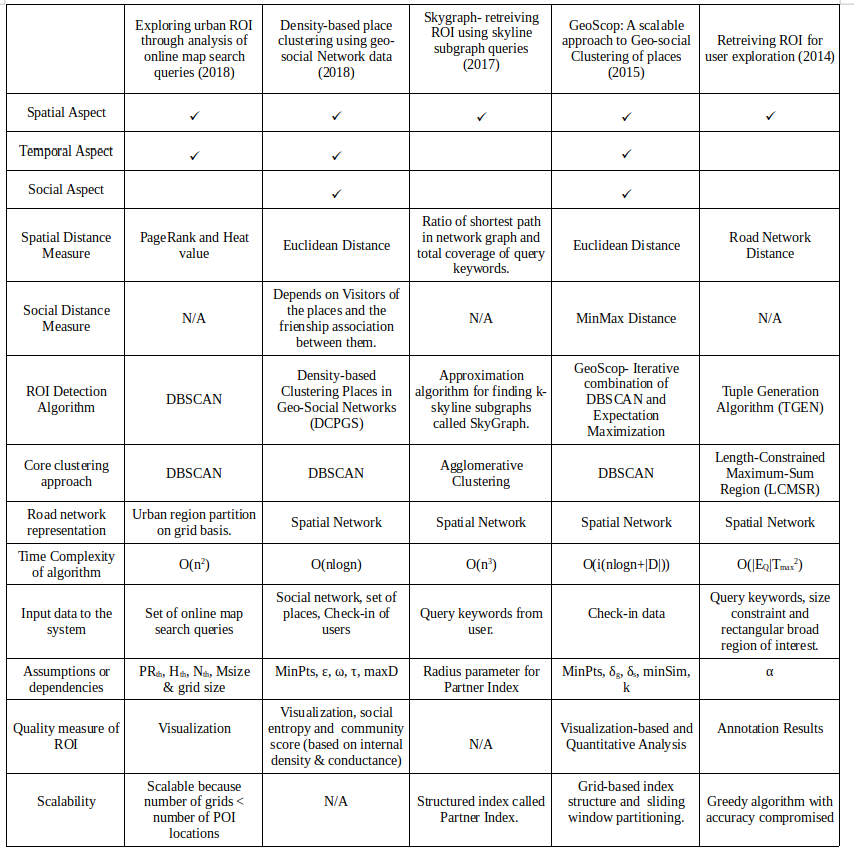 Exploring urban ROI
through analysis of
online map search
queries (2018)
Density-based place
clustering using geo-
social Network data
(2018)
Skygraph- retreiving
ROI using skyline
subgraph queries
(2017)
GeoScop: A scalable
approach to Geo-social
Clustering of places
(2015)
Retreiving ROI for
user exploration (2014)
Spatial Aspect
✓
✓
✓
✓
✓
Temporal Aspect
✓
✓
✓
Social Aspect
✓
✓
Spatial Distance
Measure
PageRank and Heat
value
Euclidean Distance
Ratio of shortest path
in network graph and
total coverage of query
keywords.
Euclidean Distance
Road Network
Distance
Social Distance
Measure
N/A
Depends on Visitors of
the places and the
frienship association
between them.
N/A
MinMax Distance
N/A
ROI Detection
Algorithm
DBSCAN
Density-based
Clustering Places in
Geo-Social Networks
(DCPGS)
Approximation
algorithm for finding k-
skyline subgraphs
called SkyGraph.
GeoScop- Iterative
combination of
DBSCAN and
Expectation
Maximization
Tuple Generation
Algorithm (TGEN)
Core clustering
approach
DBSCAN
DBSCAN
Agglomerative
Clustering
DBSCAN
Length-Constrained
Maximum-Sum
Region (LCMSR)
Road network
representation
Urban region partition
on grid basis.
Spatial Network
Spatial Network
Spatial Network
Spatial Network
Time Complexity
of algorithm
O(n²)
O(nlogn)
O(n³)
O(i(nlogn+|D|))
O(|E_Q|T_max²)
Input data to the
system
Set of online map
search queries
Social network, set of
places, Check-in of
users
Query keywords from
user.
Check-in data
Query keywords, size
constraint and
rectangular broad
region of interest.
Assumptions or
dependencies
PR_th, H_th, N_th, Msize
& grid size
MinPts, ε, ω, τ, maxD
Radius parameter for
Partner Index
MinPts, δ_g, δ_s, minSim,
k
α
Quality measure of
ROI
Visualization
Visualization, social
entropy and community
score (based on internal
density & conductance)
N/A
Visualization-based and
Quantitative Analysis
Annotation Results
Scalability
Scalable because
number of grids <
number of POI
locations
N/A
Structured index called
Partner Index.
Grid-based index
structure and sliding
window partitioning.
Greedy algorithm with
accuracy compromised